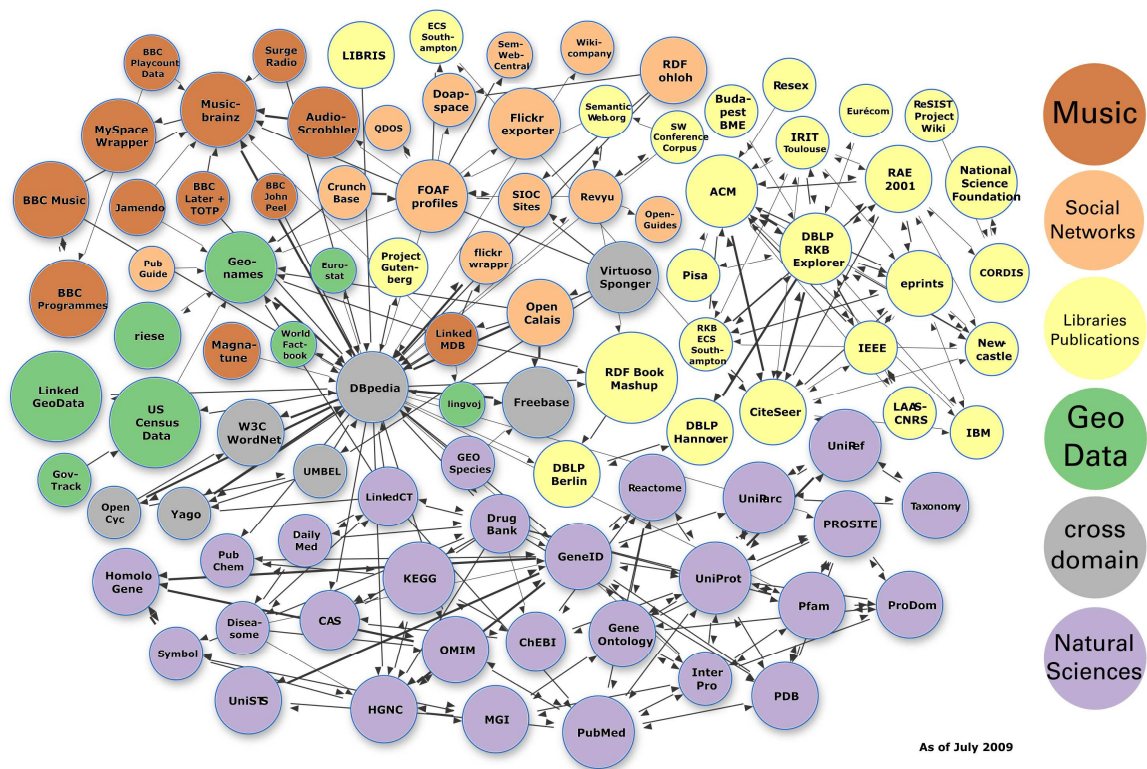 BBC
Playcount
Data
Surge
Radio
LIBRIS
ECS
South-
ampton
Sem-
Web-
Central
Wiki-
company
RDF
ohloh
Music-
brainz
Audio-
Scrobbler
MySpace
Wrapper
QDOS
Doap-
space
Flickr
exporter
Semantic
Web.org
SW
Conference
Corpus
Buda-
pest
BME
Resex
IRIT
Toulouse
Eurécom
ReSIST
Project
Wiki
RAE
2001
National
Science
Foundation
ACM
BBC Music
Jamendo
BBC
Later +
TOTP
BBC
John
Peel
Crunch
Base
FOAF
profiles
SIOC
Sites
Revyu
Open-
Guides
DBLP
RKB
Explorer
Pub
Guide
Geo-
names
Euro-
stat
Project
Guten-
berg
flickr
wrappr
Virtuoso
Sponger
Pisa
eprints
CORDIS
BBC
Programmes
riese
Magna-
tune
World
Fact-
book
Linked
MDB
Open
Calais
RKB
ECS
South-
ampton
IEEE
New-
castle
Linked
GeoData
US
Census
Data
W3C
WordNet
DBpedia
lingvoj
Freebase
RDF Book
Mashup
DBLP
Hannover
CiteSeer
LAAS-
CNRS
IBM
Gov-
Track
Open
Cyc
Yago
UMBEL
LinkedCT
GEO
Species
DBLP
Berlin
Reactome
UniParc
UniRef
Taxonomy
PROSITE
Daily
Med
Drug
Bank
Pub
Chem
Homolo
Gene
KEGG
GeneID
UniProt
Pfam
ProDom
Disea-
some
CAS
ChEBI
Gene
Ontology
Symbol
OMIM
Inter
Pro
PDB
UniSTS
HGNC
MGI
PubMed
Music
Social
Networks
Libraries
Publications
Geo
Data
cross
domain
Natural
Sciences
As of July 2009